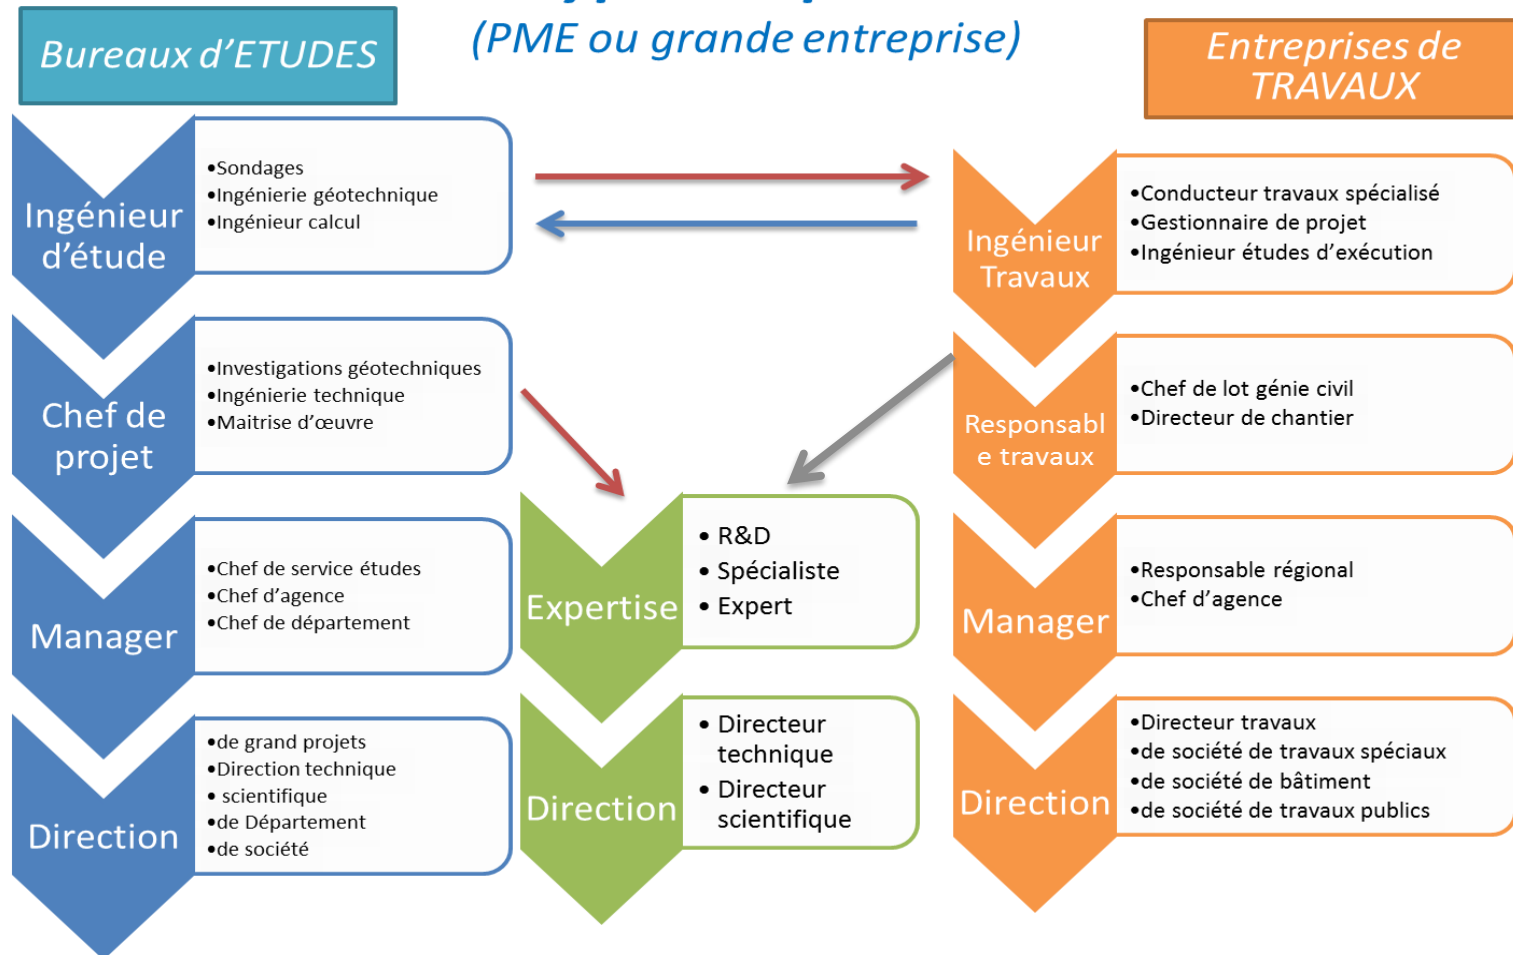 (PME ou grande entreprise)
Bureaux d’ETUDES
Ingénieur
d’étude
•Sondages
•Ingénierie géotechnique
•Ingénieur calcul
Chef de
projet
•Investigations géotechniques
•Ingénierie technique
•Maitrise d’œuvre
Manager
•Chef de service études
•Chef d’agence
•Chef de département
Direction
•de grand projets
•Direction technique
• scientifique
•de Département
•de société
Expertise
• R&D
• Spécialiste
• Expert
Direction
• Directeur
technique
• Directeur
scientifique
Entreprises de
TRAVAUX
Ingénieur
Travaux
•Conducteur travaux spécialisé
•Gestionnaire de projet
•Ingénieur études d’exécution
Responsabl
e travaux
•Chef de lot génie civil
•Directeur de chantier
Manager
•Responsable régional
•Chef d’agence
Direction
•Directeur travaux
•de société de travaux spéciaux
•de société de bâtiment
•de société de travaux publics